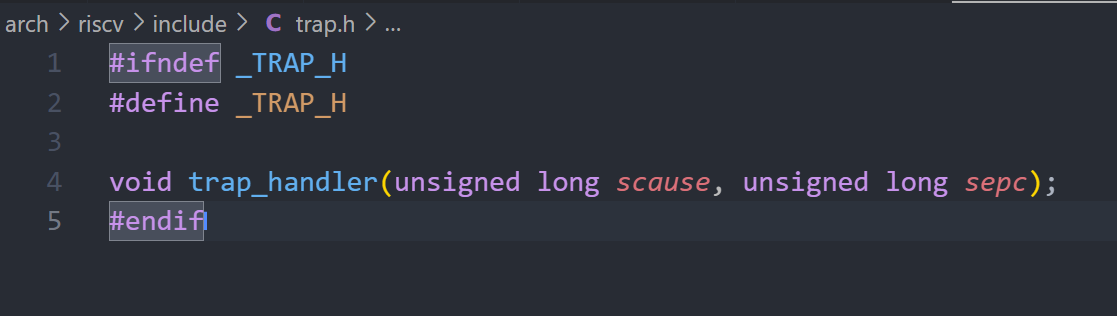 arch > riscv > include > C trap.h > ...
1 #ifndef _TRAP_H
2 #define _TRAP_H
3
4 void trap_handler(unsigned long scause, unsigned long sepc);
5 #endif